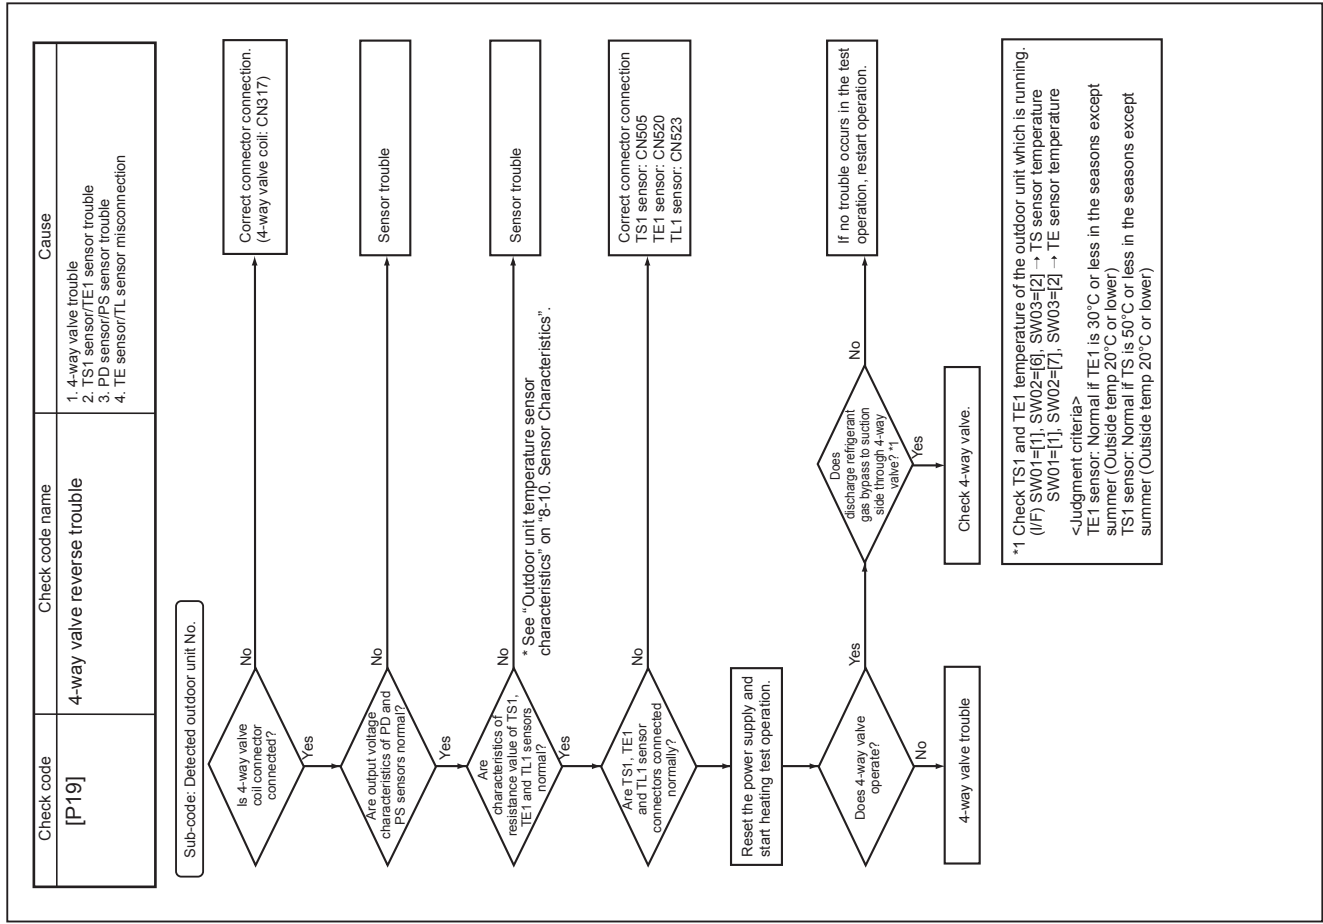 Check code
Check code name
Cause
[P19]
4-way valve reverse trouble
1. 4-way valve trouble
2. TS1 sensor/TE1 sensor trouble
3. PD sensor/PS sensor trouble
4. TE sensor/TL sensor misconnection
Sub-code: Detected outdoor unit No.
Is 4-way valve
coil connector
connected?
No
Correct connector connection.
(4-way valve coil: CN317)
Yes
Are output voltage
characteristics of PD and
PS sensors normal?
No
Sensor trouble
Yes
Are
characteristics of
resistance value of TS1,
TE1 and TL1 sensors
normal?
No
Sensor trouble
* See “Outdoor unit temperature sensor
characteristics” on “8-10. Sensor Characteristics”.
Yes
Are TS1, TE1
and TL1 sensor
connectors connected
normally?
No
Correct connector connection
TS1 sensor: CN505
TE1 sensor: CN520
TL1 sensor: CN523
Reset the power supply and
start heating test operation.
Does 4-way valve
operate?
Yes
Does
discharge refrigerant
gas bypass to suction
side through 4-way
valve? *1
No
If no trouble occurs in the test
operation, restart operation.
No
Yes
4-way valve trouble
Check 4-way valve.
*1 Check TS1 and TE1 temperature of the outdoor unit which is running.
(I/F) SW01=[1], SW02=[6], SW03=[2] → TS sensor temperature
SW01=[1], SW02=[7], SW03=[2] → TE sensor temperature
<Judgment criteria>
TE1 sensor: Normal if TE1 is 30°C or less in the seasons except
summer (Outside temp 20°C or lower)
TS1 sensor: Normal if TS is 50°C or less in the seasons except
summer (Outside temp 20°C or lower)